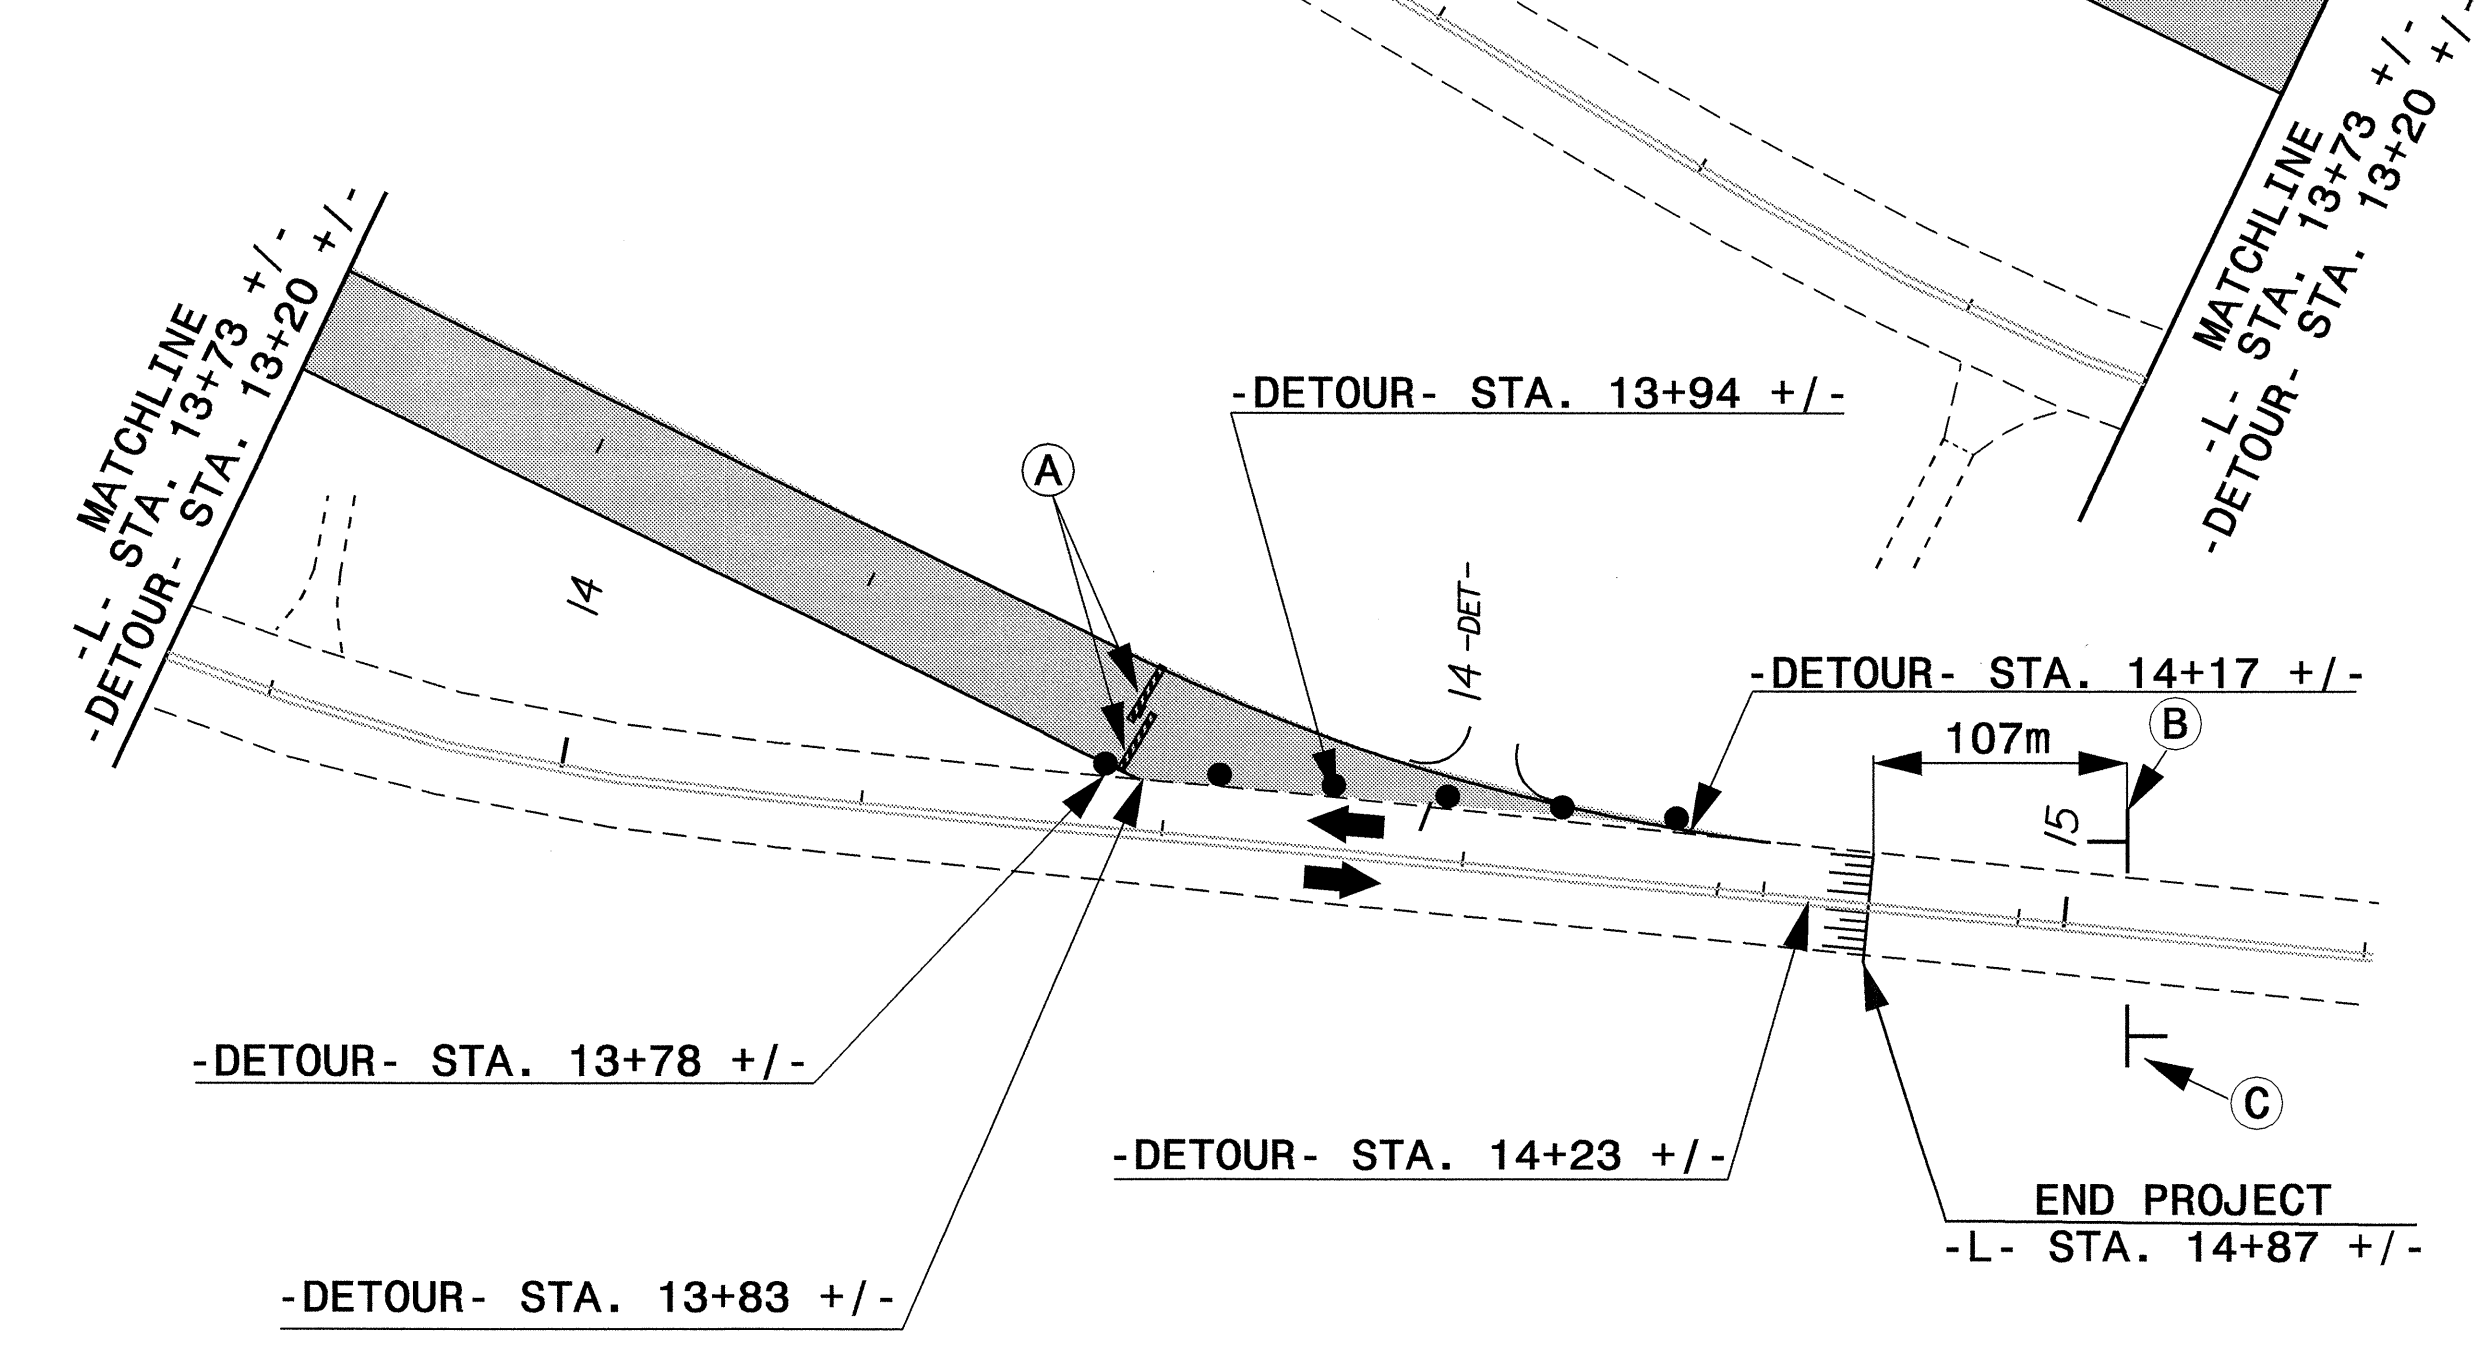 MATCHLINE
-L- STA. 13+73 +/-
-DETOUR- STA. 13+20 +/-
MATCHLINE
-L- STA. 13+73 +/-
-DETOUR- STA. 13+20 +/-
-DETOUR- STA. 13+94 +/-
A
14
14 -DET-
-DETOUR- STA. 14+17 +/-
B
107m
15
-DETOUR- STA. 13+78 +/-
C
-DETOUR- STA. 14+23 +/-
END PROJECT
-L- STA. 14+87 +/-
-DETOUR- STA. 13+83 +/-